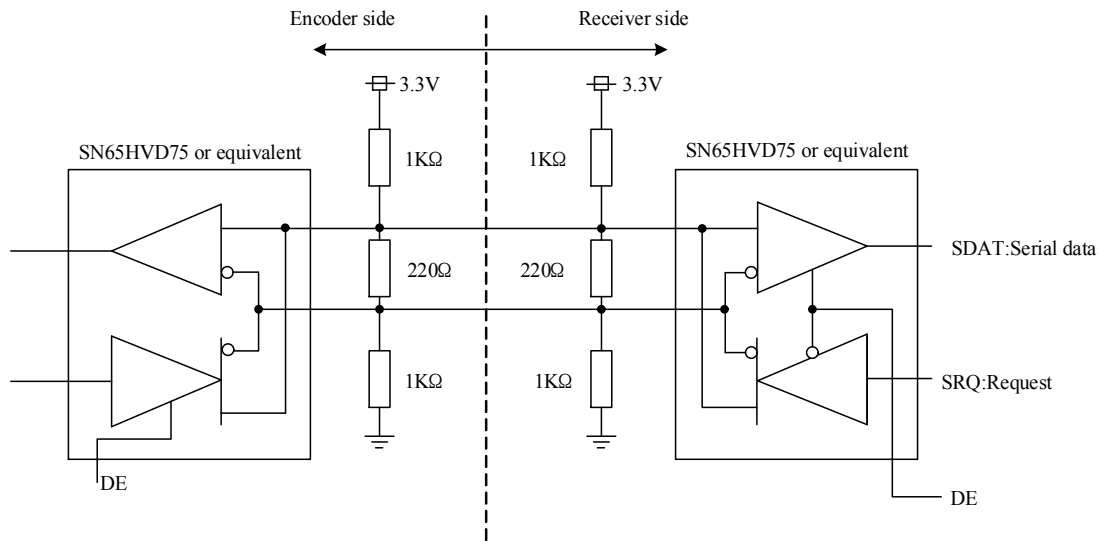 Encoder side
Receiver side
3.3V
3.3V
SN65HVD75 or equivalent
SN65HVD75 or equivalent
1KΩ
1KΩ
SDAT:Serial data
220Ω
220Ω
1KΩ
1KΩ
SRQ:Request
DE
DE